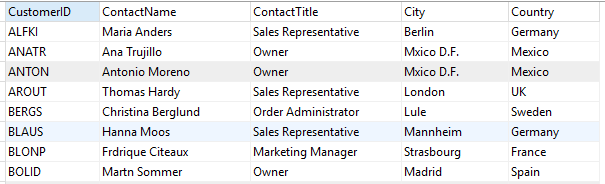 CustomerID ContactName ContactTitle City Country
ALFKI Maria Anders Sales Representative Berlin Germany
ANATR Ana Trujillo Owner Mxico D.F. Mexico
ANTON Antonio Moreno Owner Mxico D.F. Mexico
AROUT Thomas Hardy Sales Representative London UK
BERGS Christina Berglund Order Administrator Lule Sweden
BLAUS Hanna Moos Sales Representative Mannheim Germany
BLONP Frdrique Citeaux Marketing Manager Strasbourg France
BOLID Martn Sommer Owner Madrid Spain